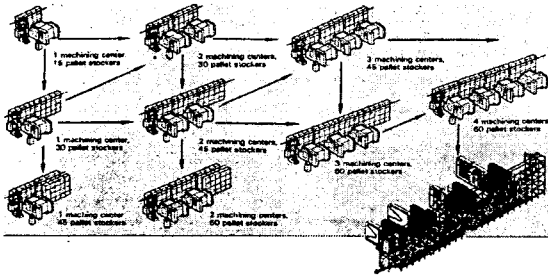 1 machining center
15 pallet stockers
2 machining centers,
30 pallet stockers
3 machining centers,
45 pallet stockers
1 machining center,
30 pallet stockers
2 machining centers,
45 pallet stockers
3 machining centers,
60 pallet stockers
4 machining centers
60 pallet stockers
1 machining center
45 pallet stockers
2 machining centers,
60 pallet stockers